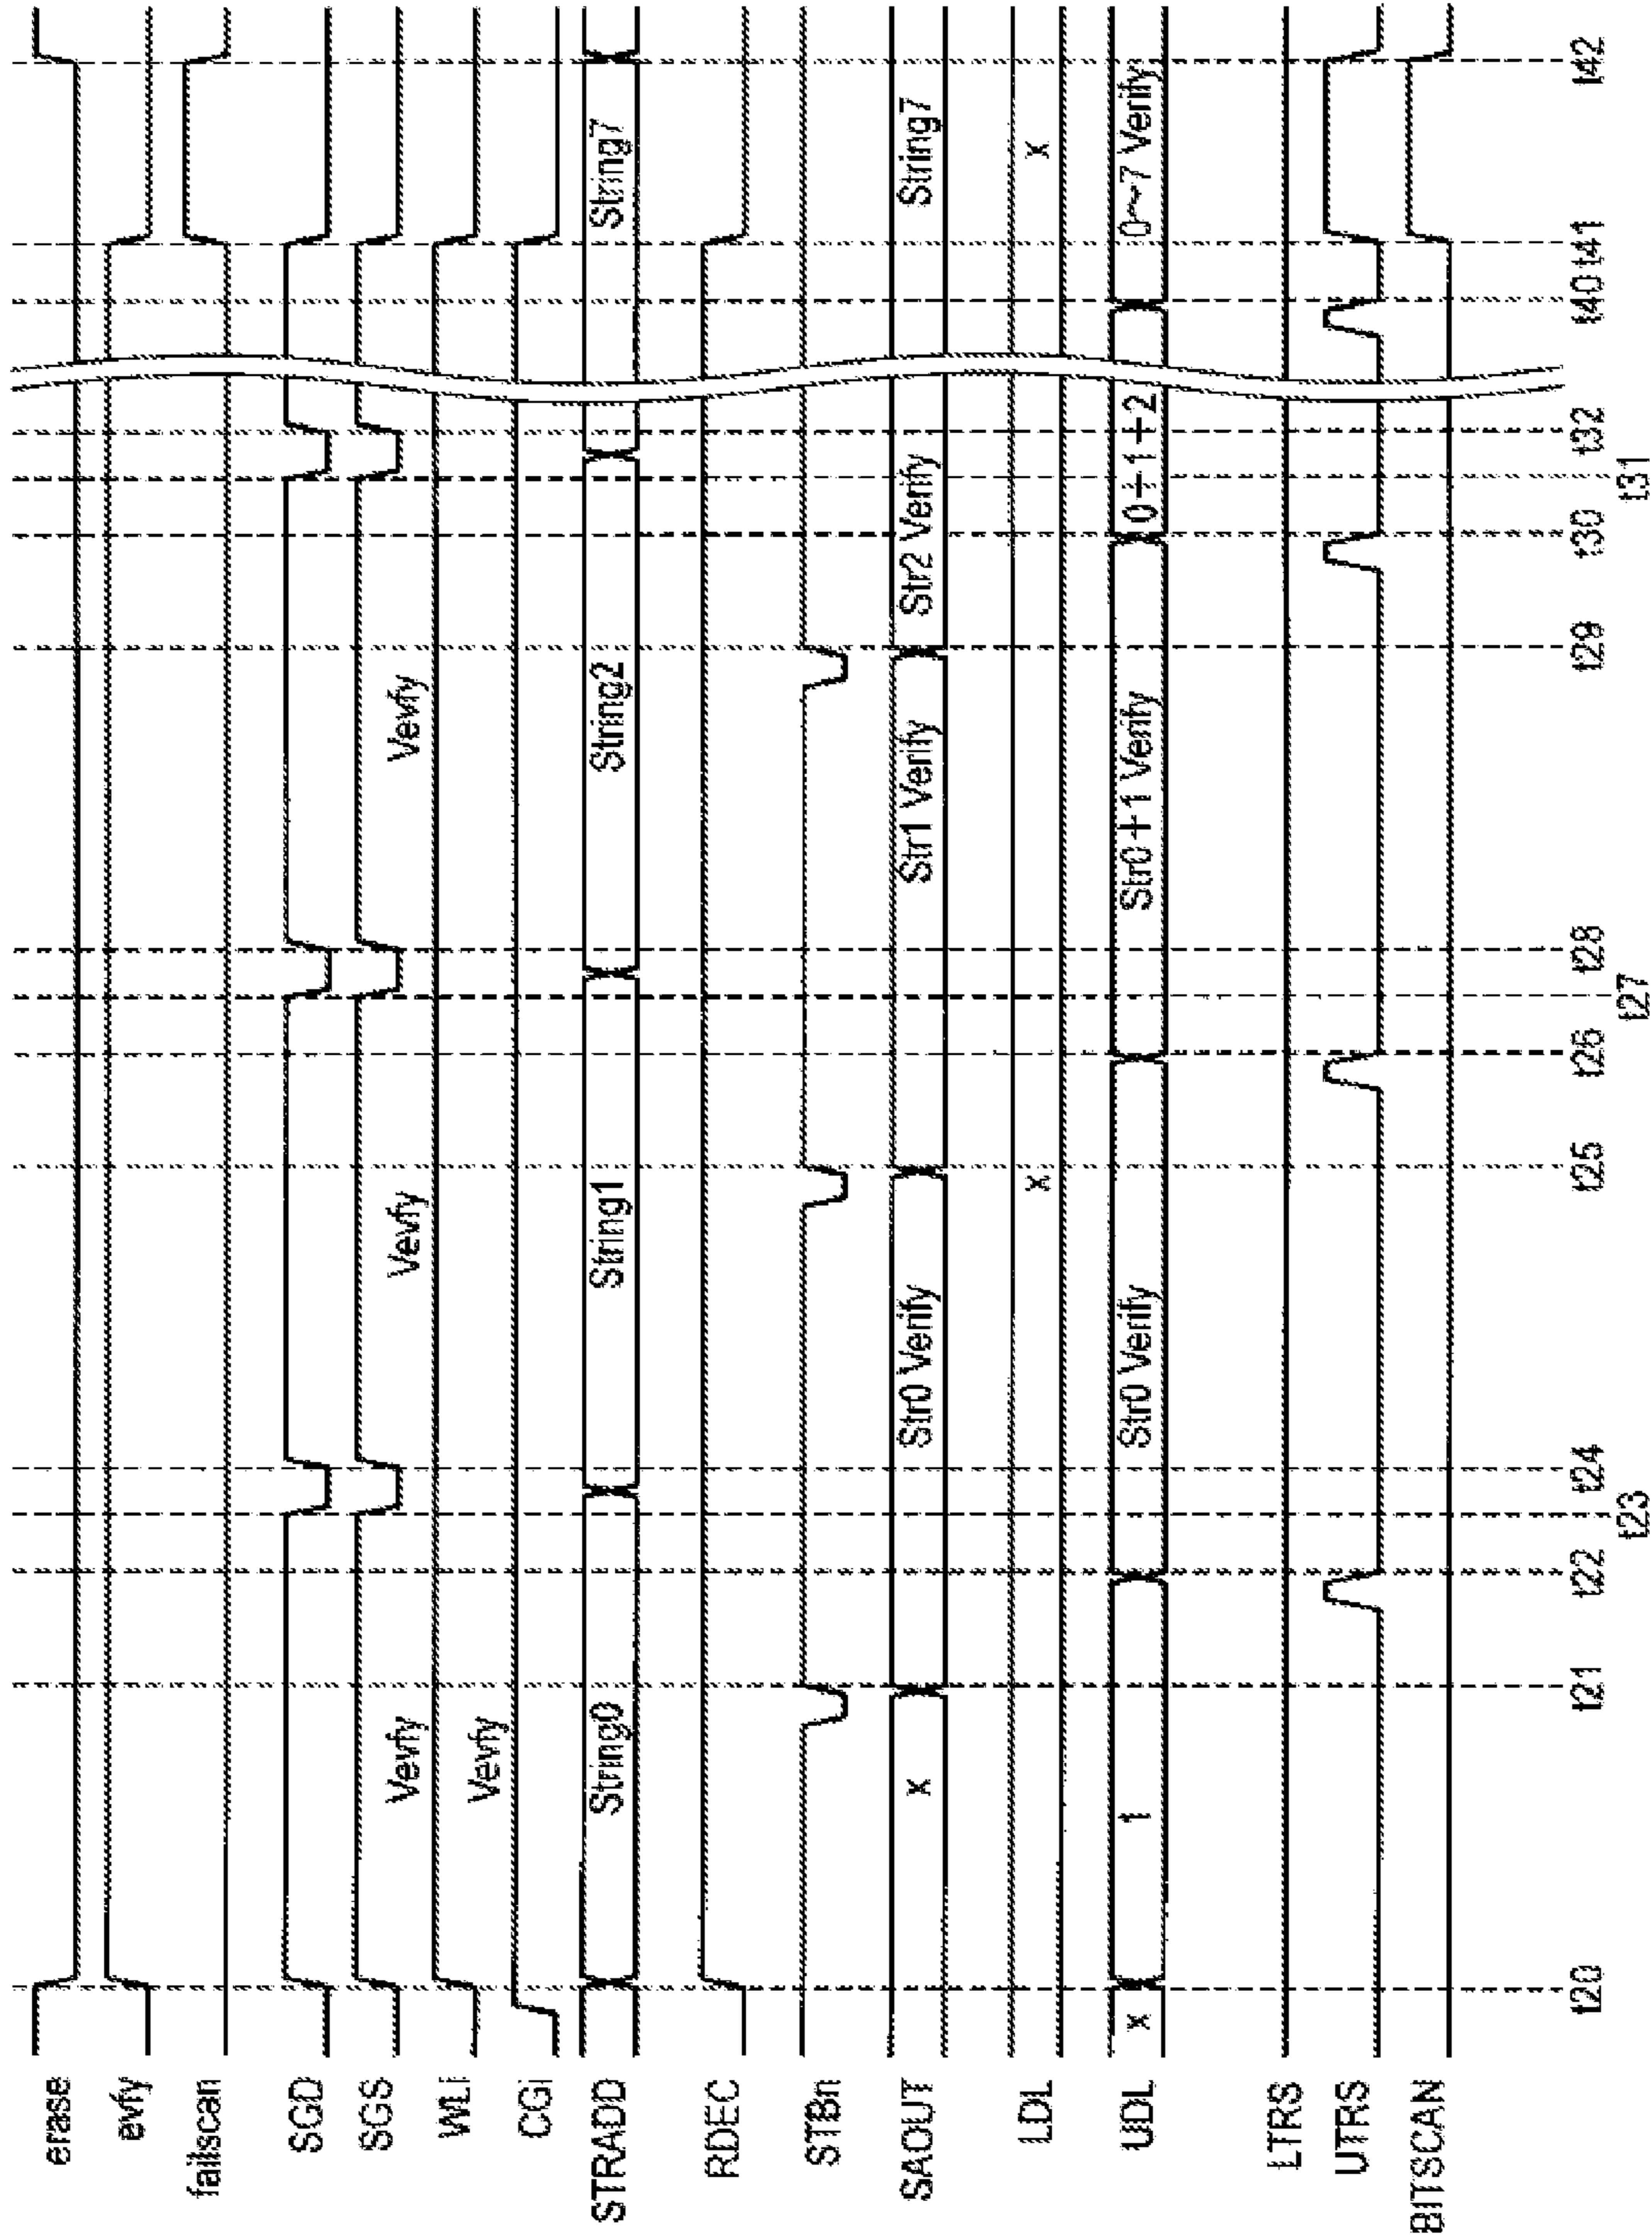 erase
evfy
failscan
SGD
SGS Vevfy Vevfy Vevfy
WLi Vevfy
CGi
STRADD String0 String1 String2 String7
RDEC
STBn
SAOUT x Str0 Verify Str1 Verify Str2 Verify String7
LDL x x
UDL x 1 Str0 Verify Str0+1 Verify 0+1+2 0~7 Verify
LTRS
UTRS
BITSCAN
t20 t21 t22 t24 t25 t26 t28 t29 t30 t32 t40 t41 t42
t23 t27 t31